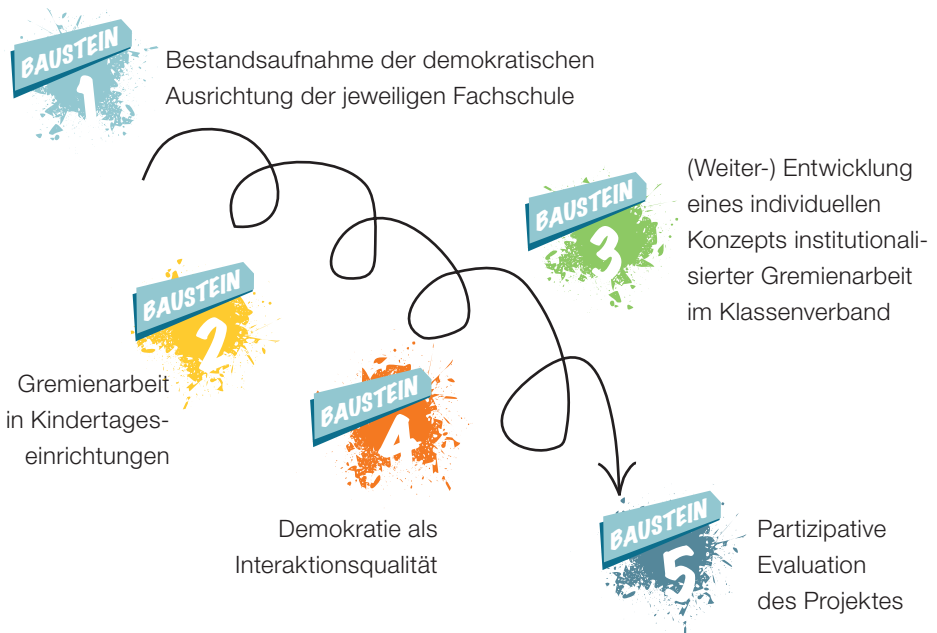 BAUSTEIN
1
Bestandsaufnahme der demokratischen
Ausrichtung der jeweiligen Fachschule
BAUSTEIN
2
Gremienarbeit
in Kindertages-
einrichtungen
BAUSTEIN
3
(Weiter-) Entwicklung
eines individuellen
Konzepts institutionali-
sierter Gremienarbeit
im Klassenverband
BAUSTEIN
4
Demokratie als
Interaktionsqualität
BAUSTEIN
5
Partizipative
Evaluation
des Projektes